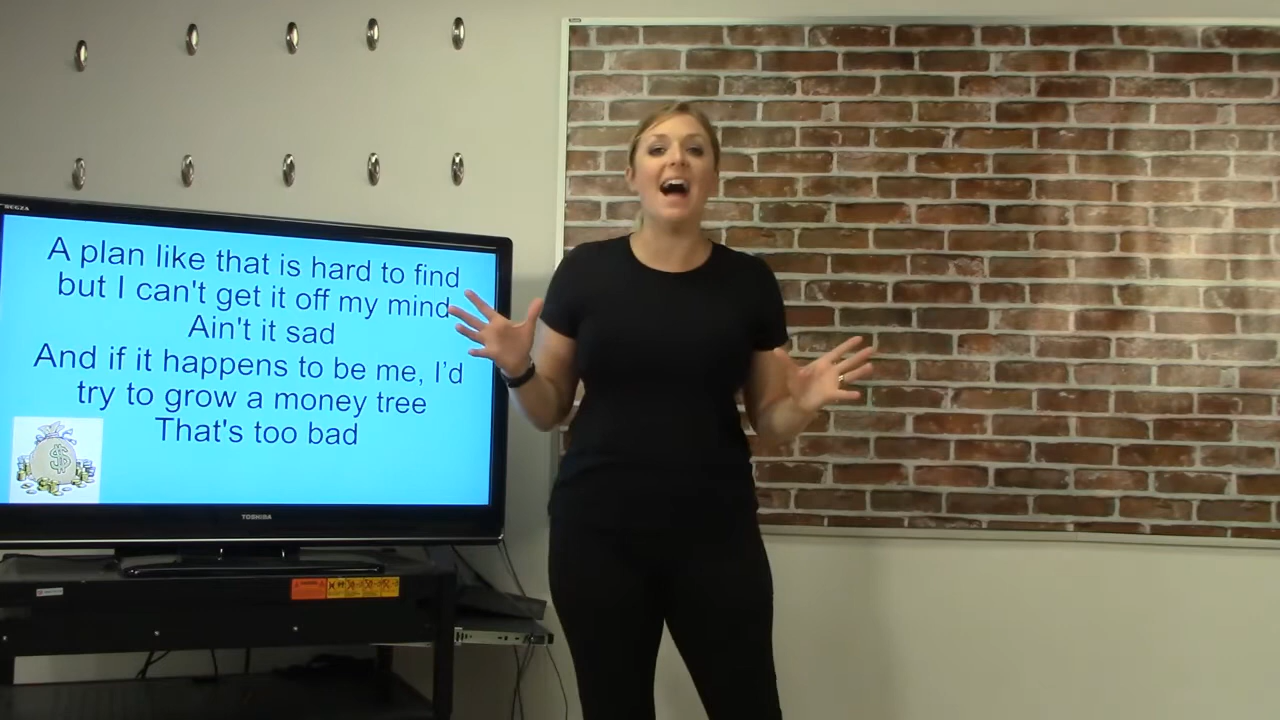 REGZA
A plan like that is hard to find
but I can't get it off my mind
Ain't it sad
And if it happens to be me, I'd
try to grow a money tree
That's too bad
$
TOSHIBA